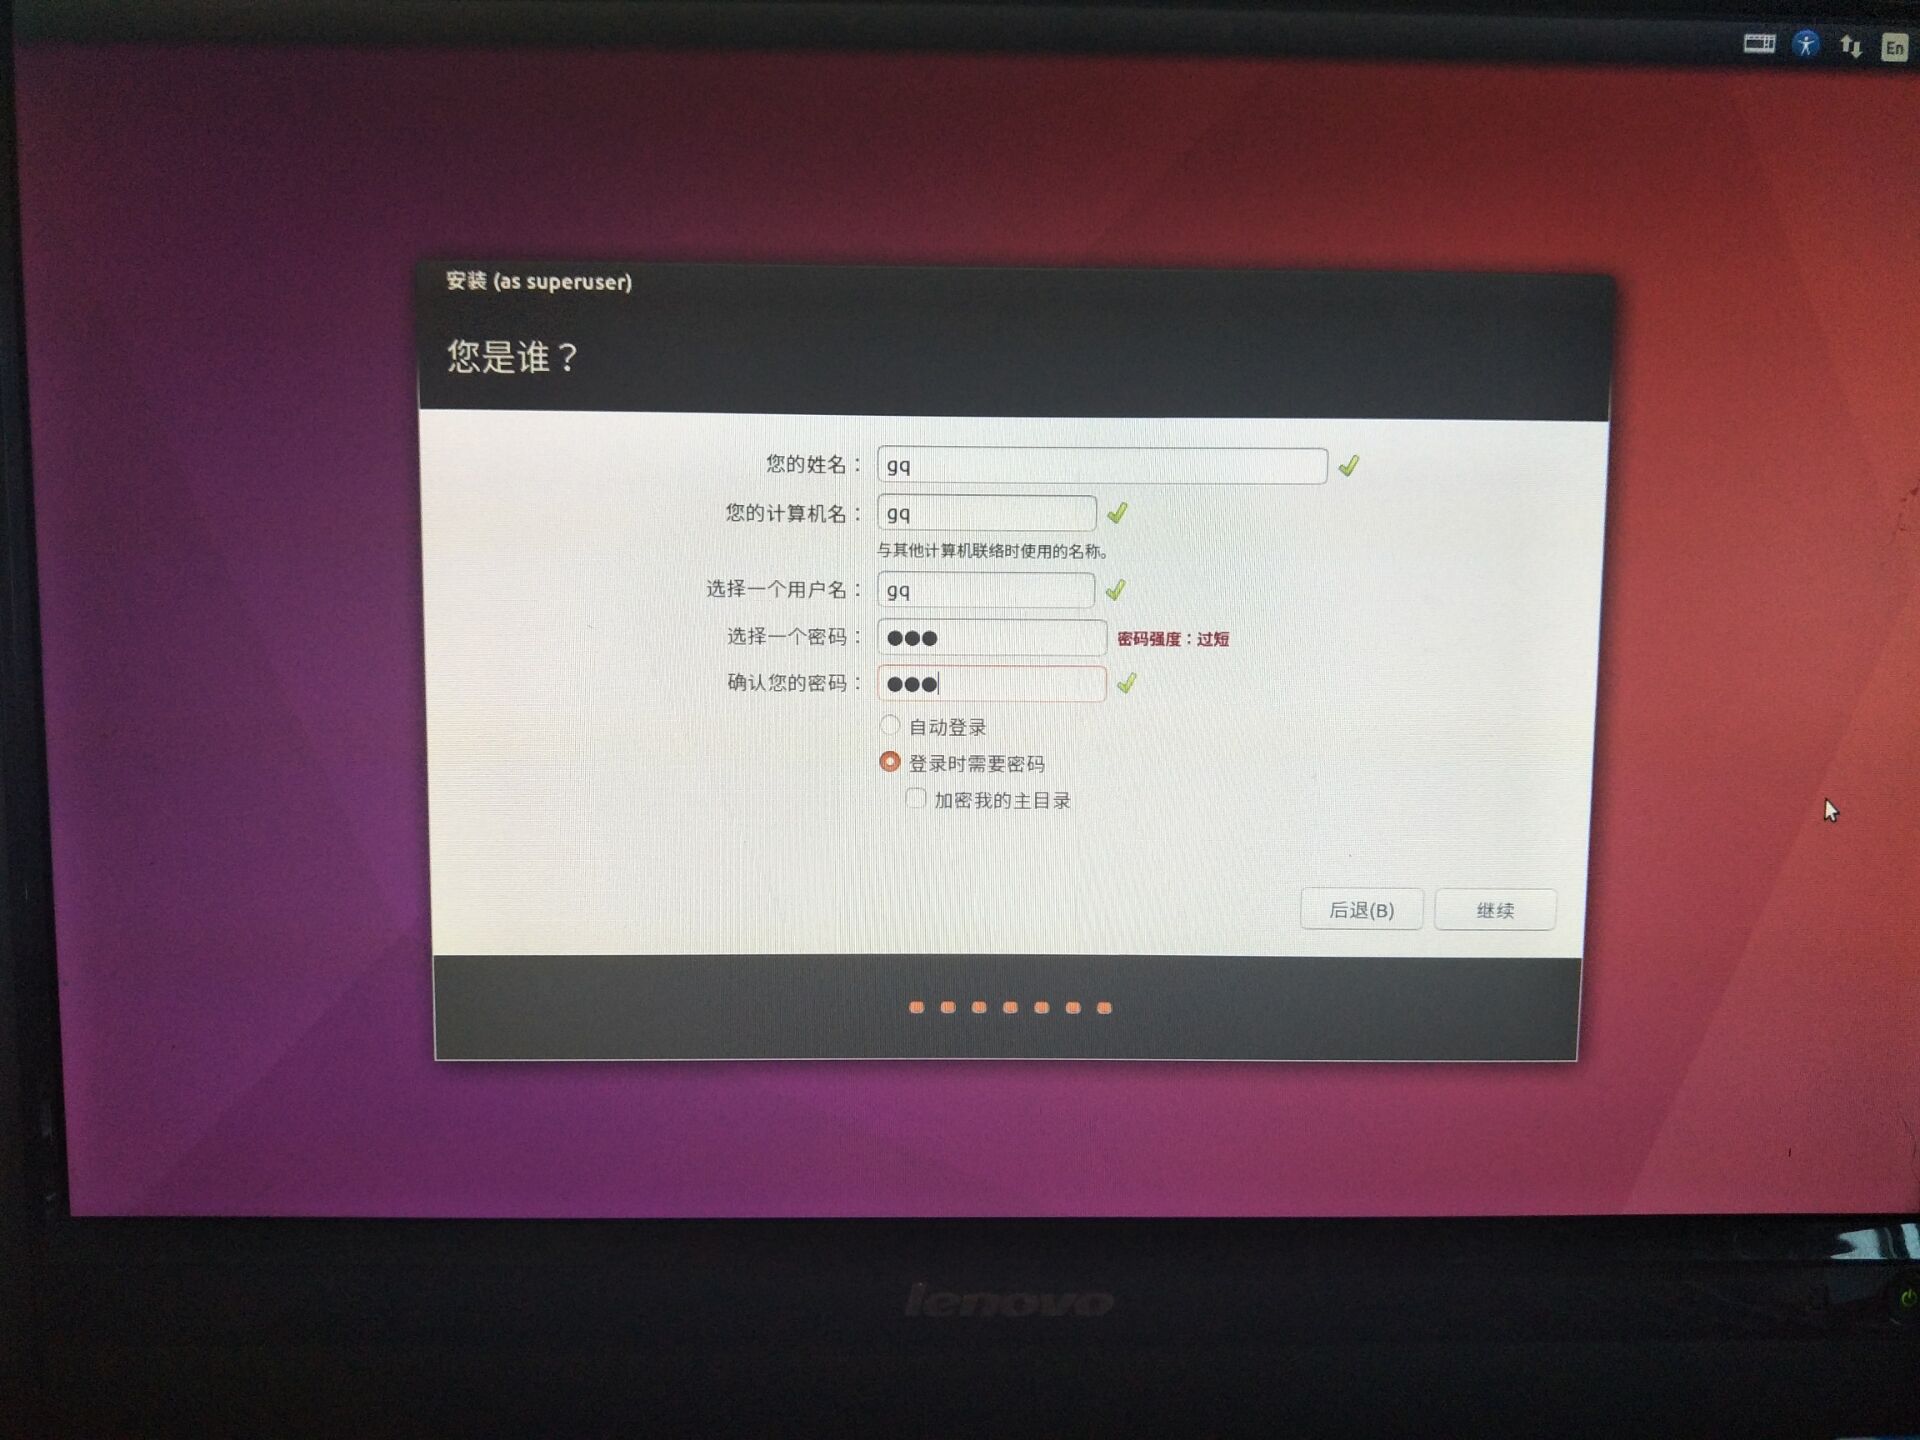 En
安装 (as superuser)
您是谁？
您的姓名： gq
您的计算机名： gq
与其他计算机联络时使用的名称。
选择一个用户名： gq
选择一个密码： ●●● 密码强度：过短
确认您的密码： ●●●
自动登录
登录时需要密码
加密我的主目录
后退(B) 继续
lenovo